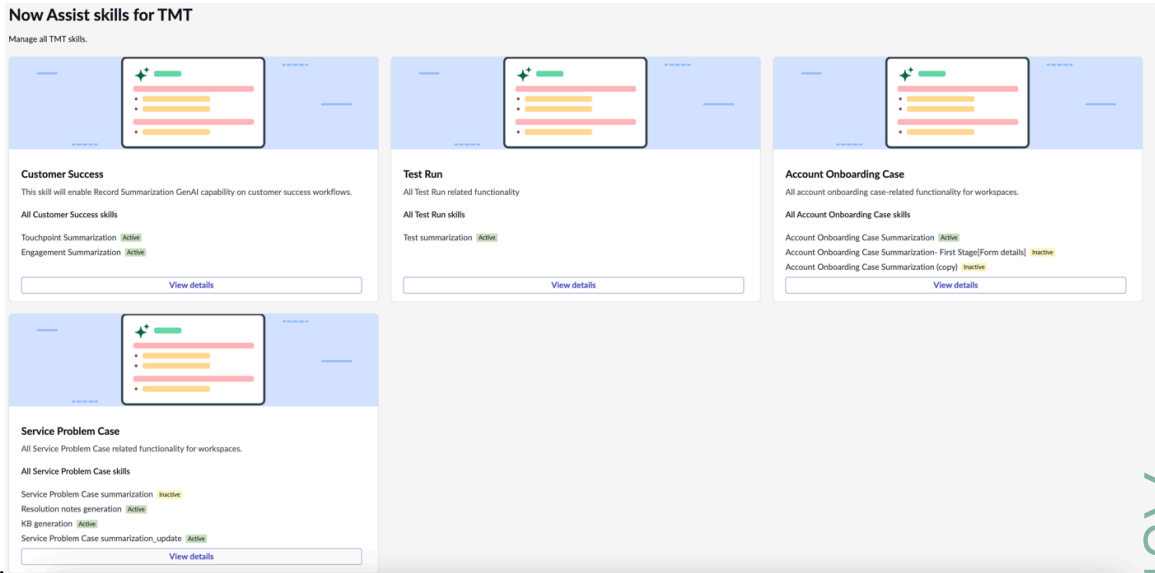 Now Assist skills for TMT
Manage all TMT skills.
Customer Success
This skill will enable Record Summarization GenAI capability on customer success workflows.
All Customer Success skills
Touchpoint Summarization Active
Engagement Summarization Active
View details
Test Run
All Test Run related functionality
All Test Run skills
Test summarization Active
View details
Account Onboarding Case
All account onboarding case-related functionality for workspaces.
All Account Onboarding Case skills
Account Onboarding Case Summarization Active
Account Onboarding Case Summarization- First Stage[Form details] Inactive
Account Onboarding Case Summarization (copy) Inactive
View details
Service Problem Case
All Service Problem Case related functionality for workspaces.
All Service Problem Case skills
Service Problem Case summarization Inactive
Resolution notes generation Active
KB generation Active
Service Problem Case summarization_update Active
View details